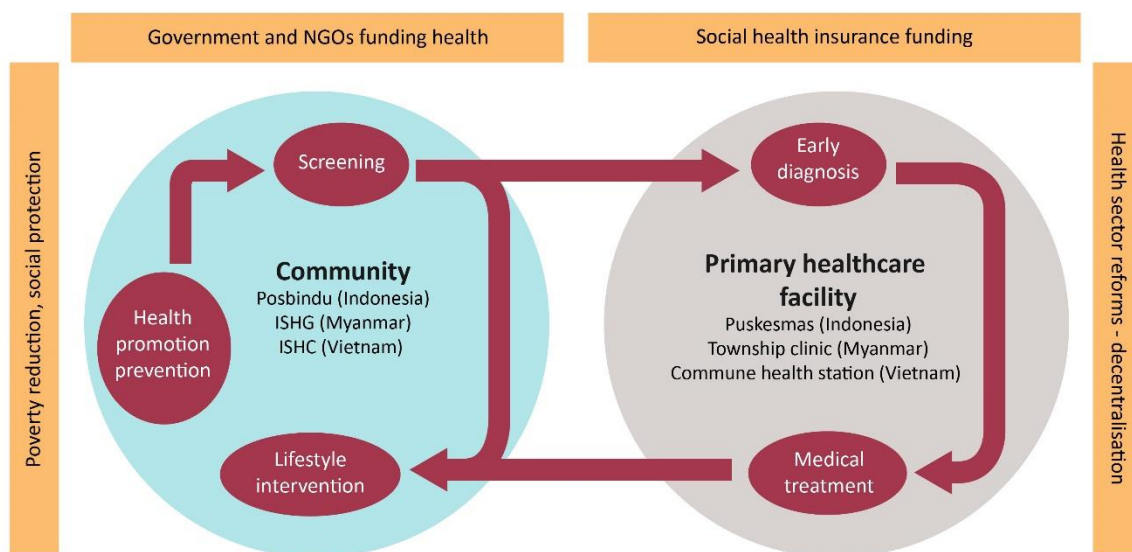 Government and NGOs funding health
Social health insurance funding
Poverty reduction, social protection
Screening
Health
promotion
prevention
Community
Posbindu (Indonesia)
ISHG (Myanmar)
ISHC (Vietnam)
Lifestyle
intervention
Early
diagnosis
Primary healthcare
facility
Puskesmas (Indonesia)
Township clinic (Myanmar)
Commune health station (Vietnam)
Medical
treatment
Health sector reforms - decentralisation